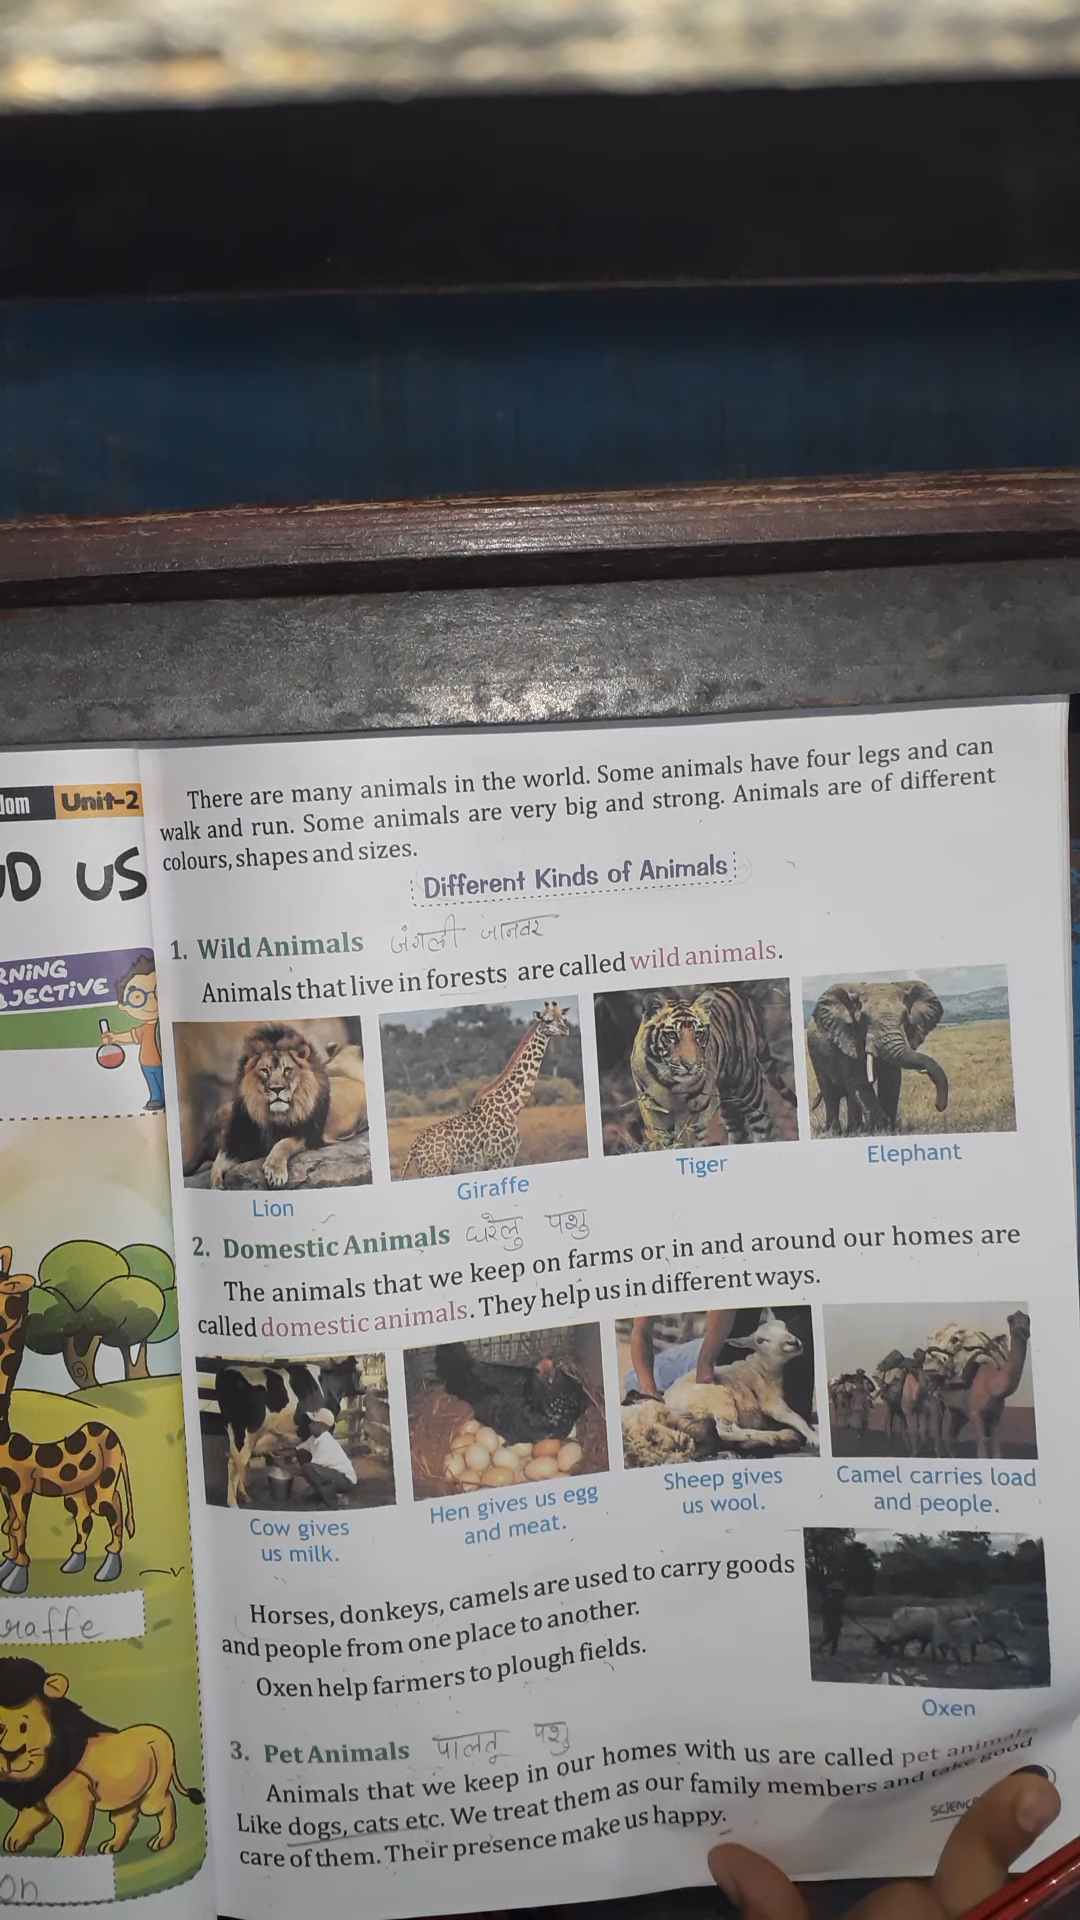 dom Unit-2
D US
RNiNG
JECTiVE
raffe
on
There are many animals in the world. Some animals have four legs and can
walk and run. Some animals are very big and strong. Animals are of different
colours, shapes and sizes.
Different Kinds of Animals
1. Wild Animals जंगली जानवर
Animals that live in forests are called wild animals.
Lion Giraffe Tiger Elephant
2. Domestic Animals घरेलु पशु
The animals that we keep on farms or in and around our homes are
called domestic animals. They help us in different ways.
Cow gives
us milk.
Hen gives us egg
and meat.
Sheep gives
us wool.
Camel carries load
and people.
Horses, donkeys, camels are used to carry goods
and people from one place to another.
Oxen help farmers to plough fields.
Oxen
3. Pet Animals पालतू पशु
Animals that we keep in our homes with us are called pet animals.
Like dogs, cats etc. We treat them as our family members and take good
care of them. Their presence make us happy.
SCIENC